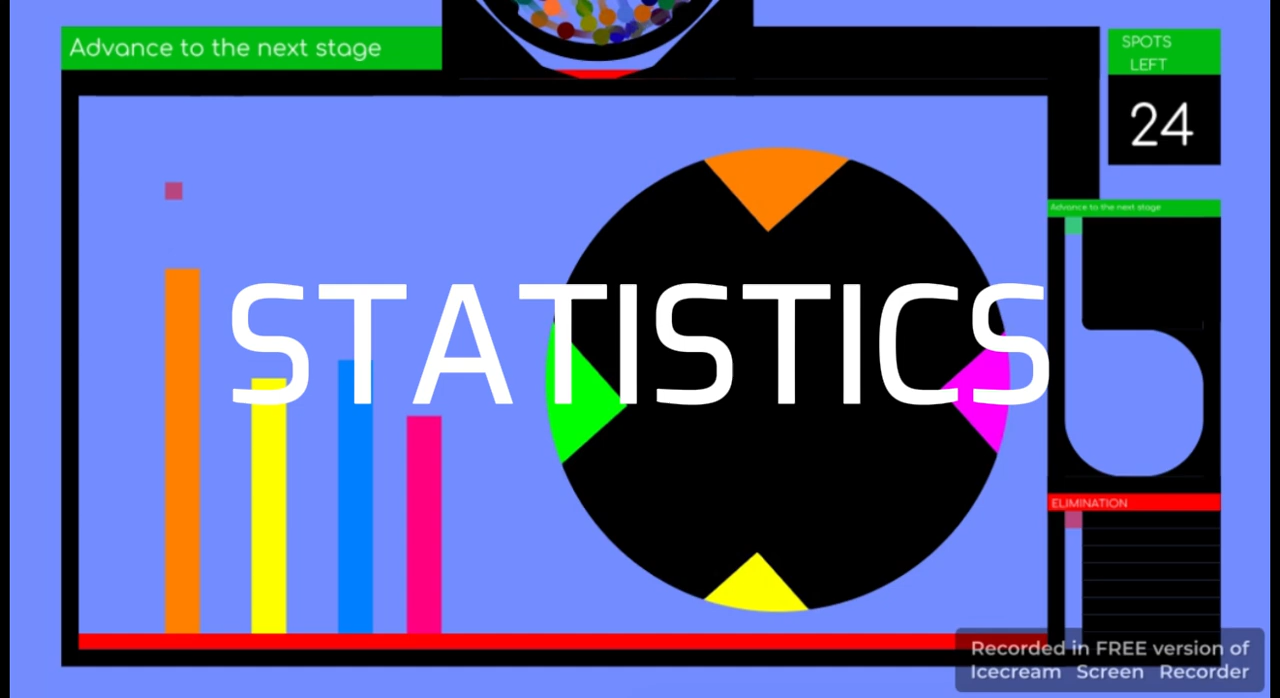 Advance to the next stage
SPOTS
LEFT
24
Advance to the next stage
STATISTICS
ELIMINATION
Recorded in FREE version of
Icecream Screen Recorder